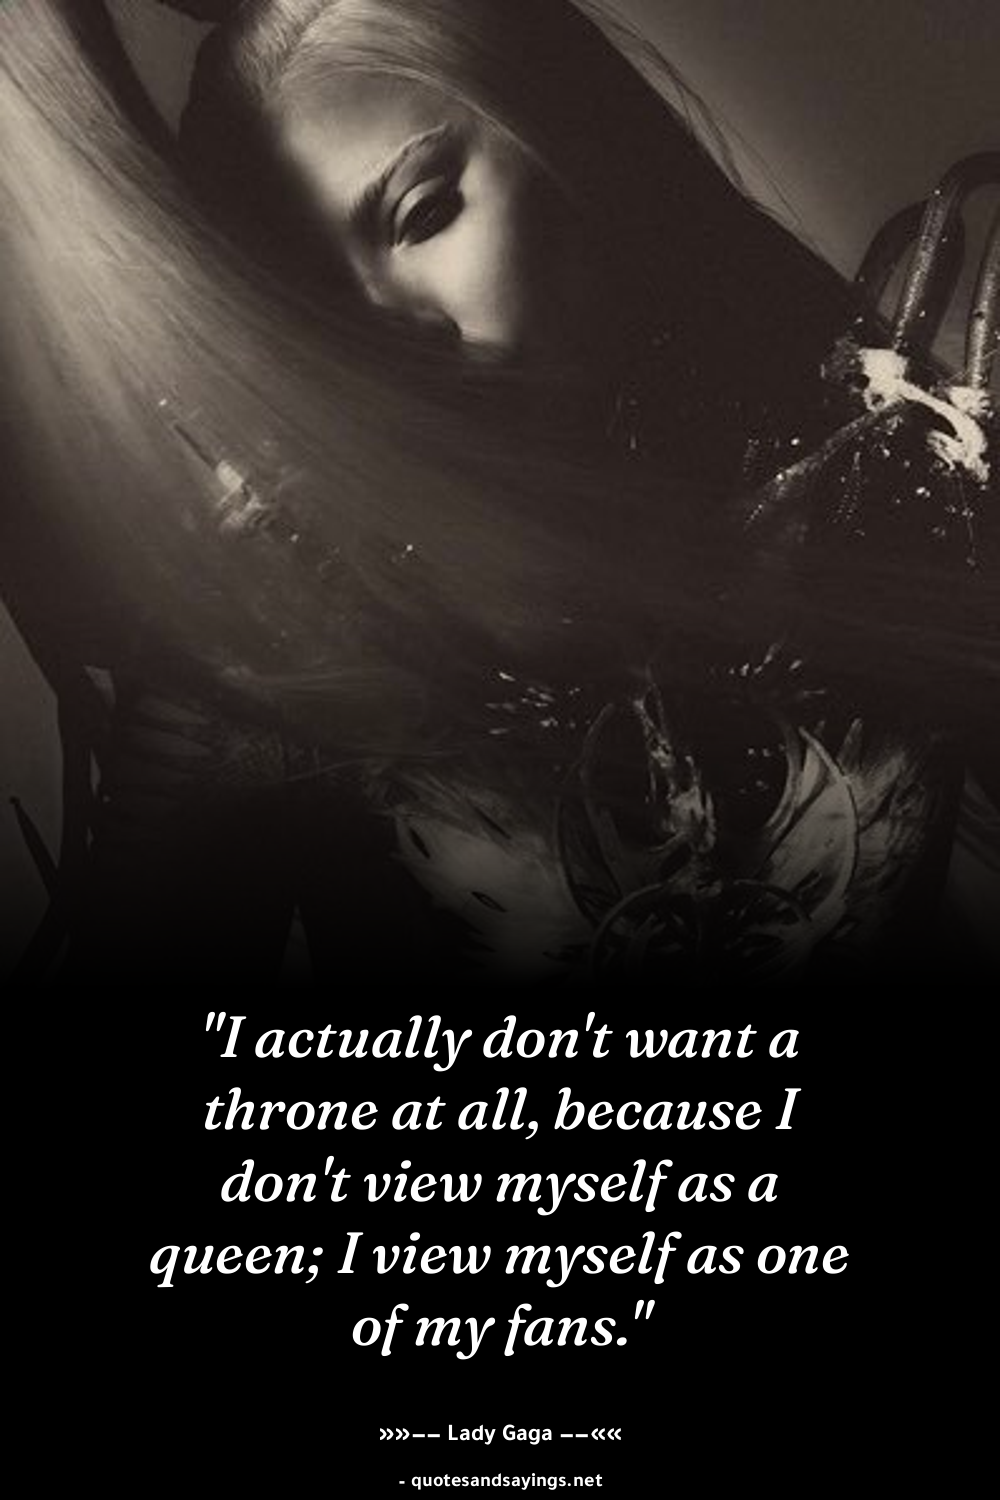 "I actually don't want a
throne at all, because I
don't view myself as a
queen; I view myself as one
of my fans."
»»–– Lady Gaga ––««
- quotesandsayings.net